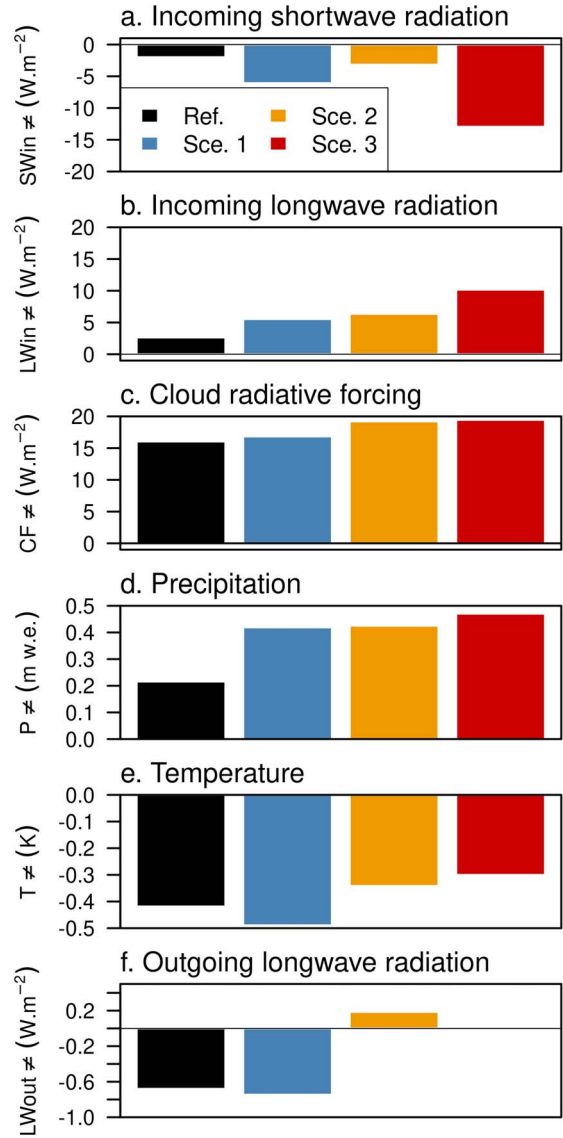 a. Incoming shortwave radiation
SWin ≠ (W.m⁻²)
0
-5
-10
-15
-20
Ref. Sce. 2
Sce. 1 Sce. 3
b. Incoming longwave radiation
LWin ≠ (W.m⁻²)
20
15
10
5
0
c. Cloud radiative forcing
CF ≠ (W.m⁻²)
20
15
10
5
0
d. Precipitation
P ≠ (m w.e.)
0.5
0.4
0.3
0.2
0.1
0.0
e. Temperature
T ≠ (K)
0.0
-0.1
-0.2
-0.3
-0.4
-0.5
f. Outgoing longwave radiation
LWout ≠ (W.m⁻²)
0.2
-0.2
-0.6
-1.0